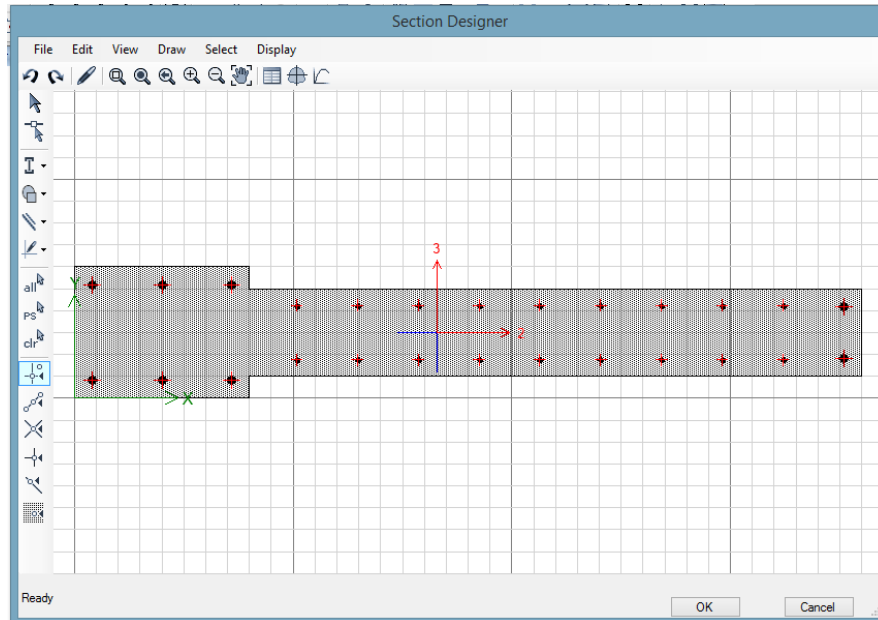 Section Designer
File Edit View Draw Select Display
all
PS
clr
3
2
Y
X
Ready
OK Cancel